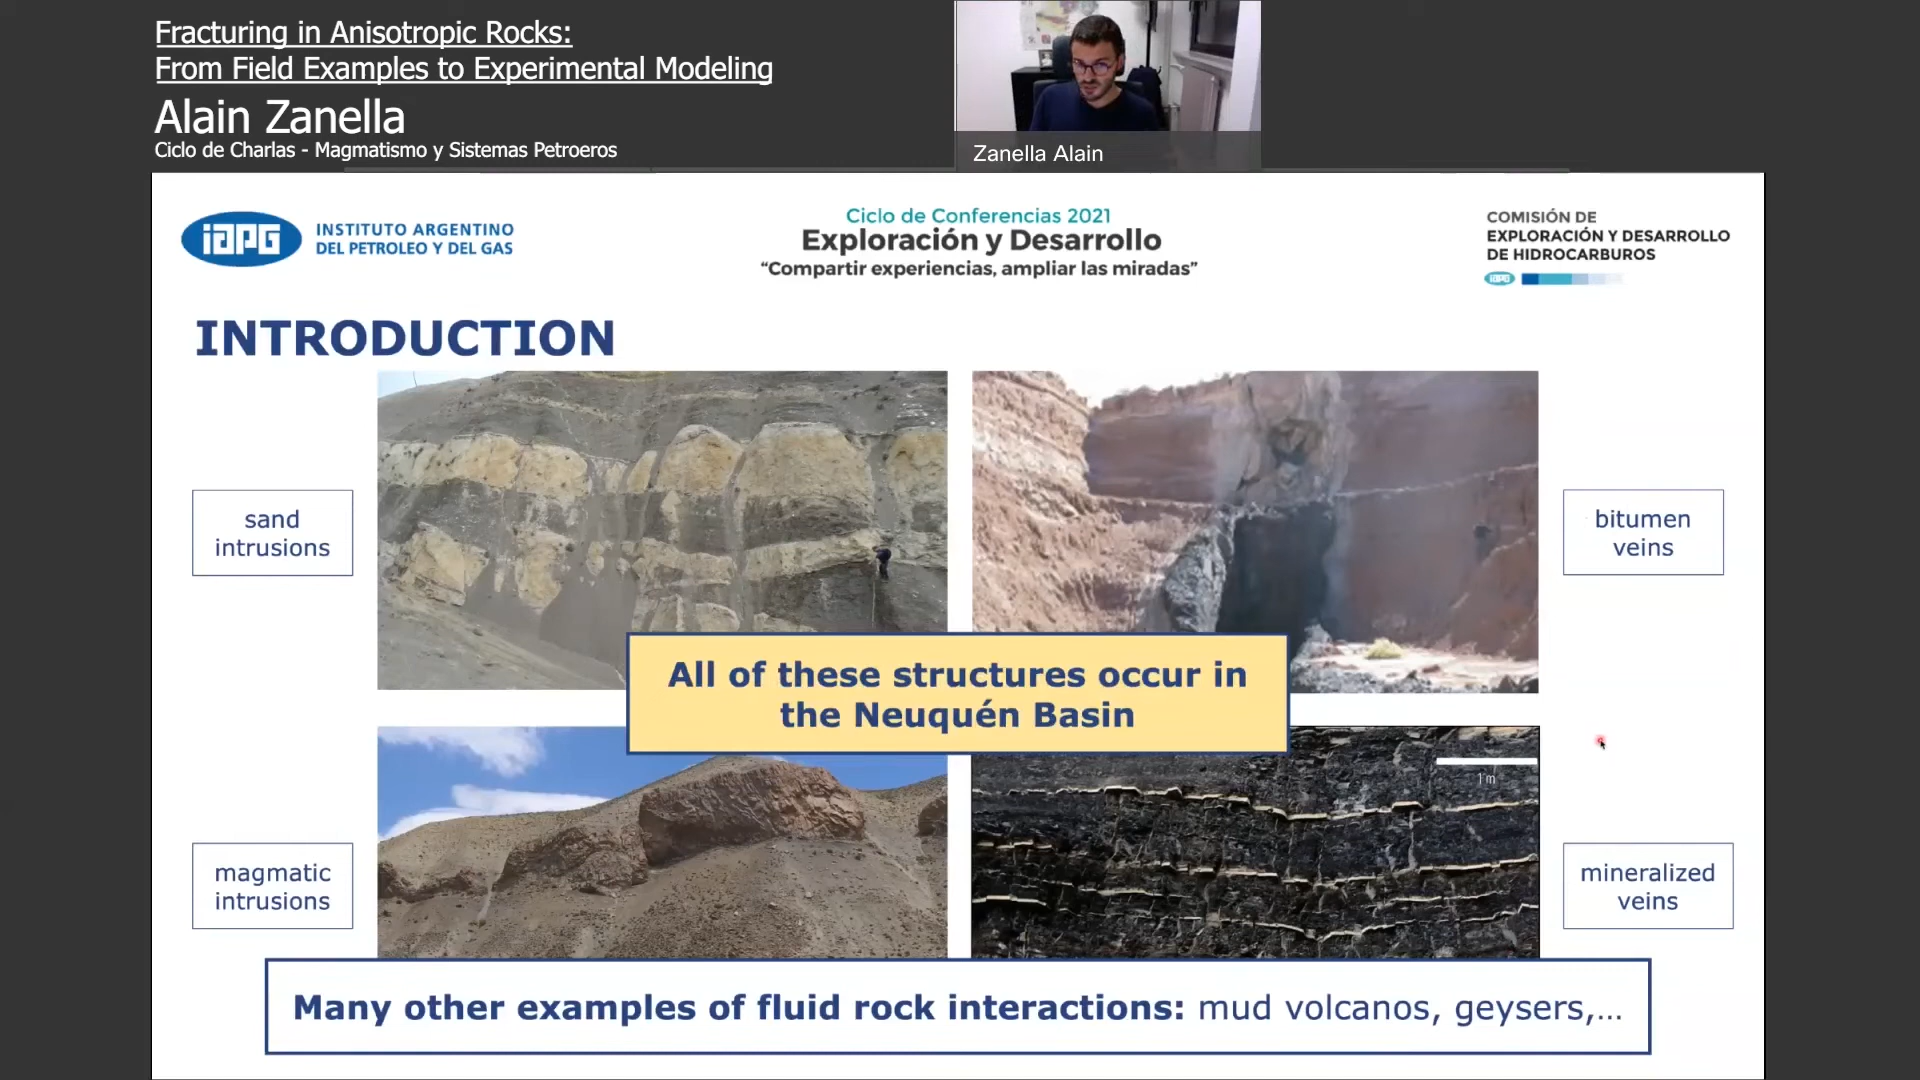 Fracturing in Anisotropic Rocks:
From Field Examples to Experimental Modeling
Alain Zanella
Ciclo de Charlas - Magmatismo y Sistemas Petroeros
Zanella Alain
iAPG
INSTITUTO ARGENTINO
DEL PETROLEO Y DEL GAS
Ciclo de Conferencias 2021
Exploración y Desarrollo
“Compartir experiencias, ampliar las miradas”
COMISIÓN DE
EXPLORACIÓN Y DESARROLLO
DE HIDROCARBUROS
iAPG
INTRODUCTION
sand
intrusions
bitumen
veins
All of these structures occur in
the Neuquén Basin
1 m
magmatic
intrusions
mineralized
veins
Many other examples of fluid rock interactions: mud volcanos, geysers,...